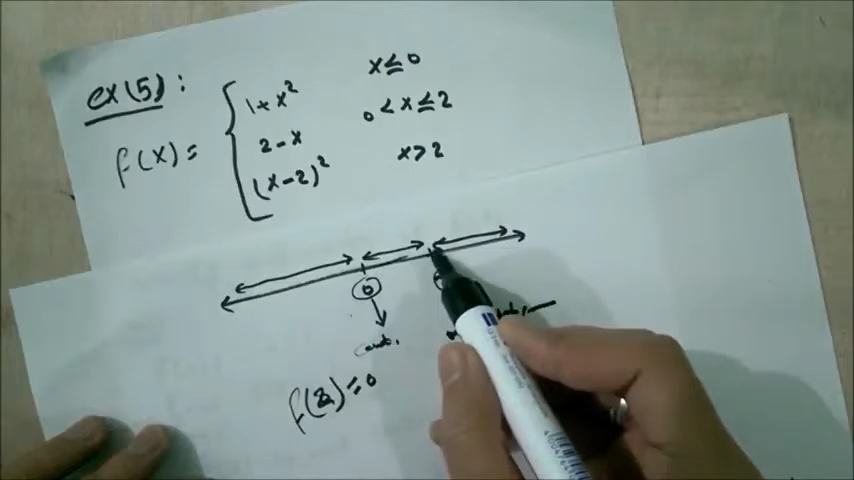 ex(5):
f(x) = { 1+x² x≤0
2-x 0<x≤2
(x-2)² x>2
0
cont.
f(2)=0